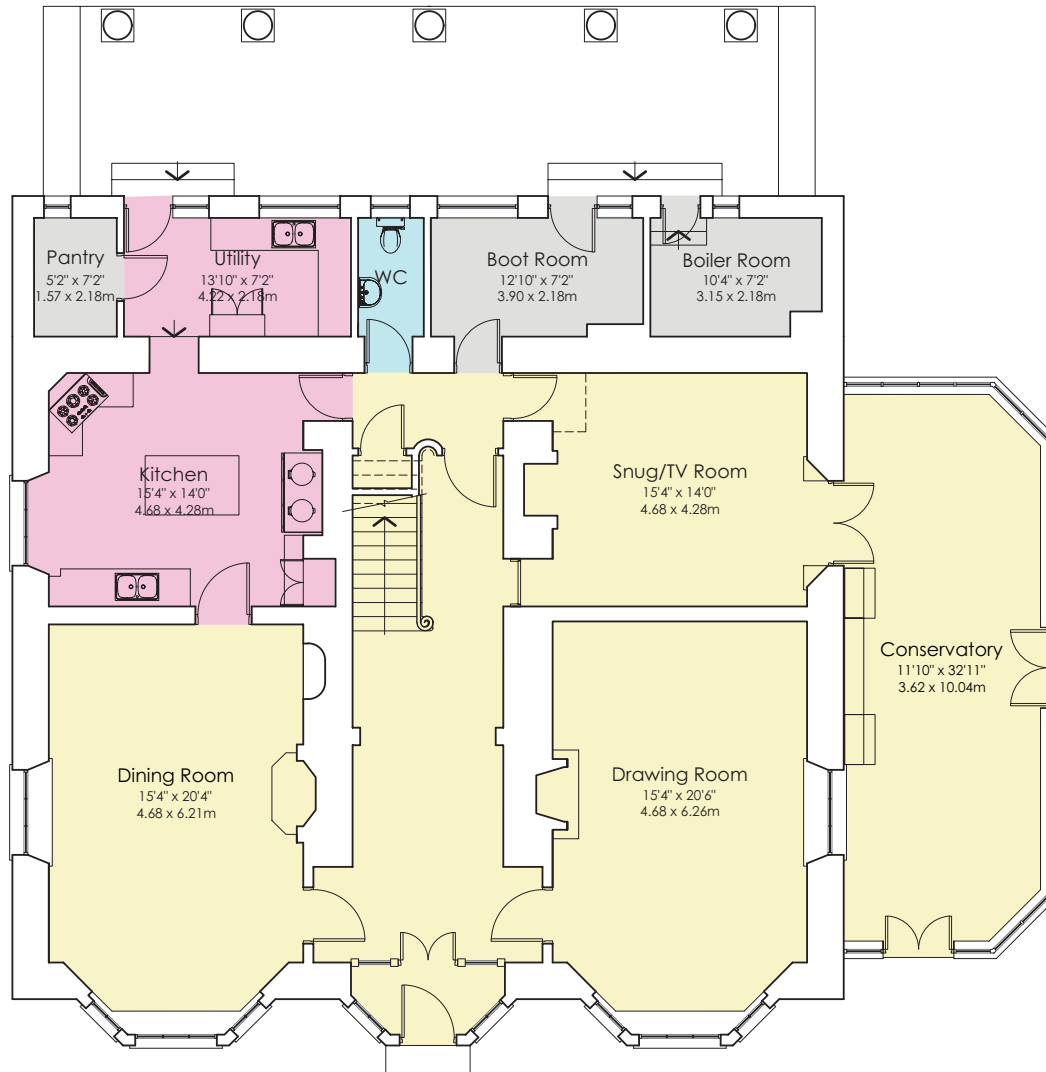 Pantry
5'2" x 7'2"
1.57 x 2.18m
Utility
13'10" x 7'2"
4.22 x 2.18m
WC
Boot Room
12'10" x 7'2"
3.90 x 2.18m
Boiler Room
10'4" x 7'2"
3.15 x 2.18m
Kitchen
15'4" x 14'0"
4.68 x 4.28m
Snug/TV Room
15'4" x 14'0"
4.68 x 4.28m
Conservatory
11'10" x 32'11"
3.62 x 10.04m
Dining Room
15'4" x 20'4"
4.68 x 6.21m
Drawing Room
15'4" x 20'6"
4.68 x 6.26m